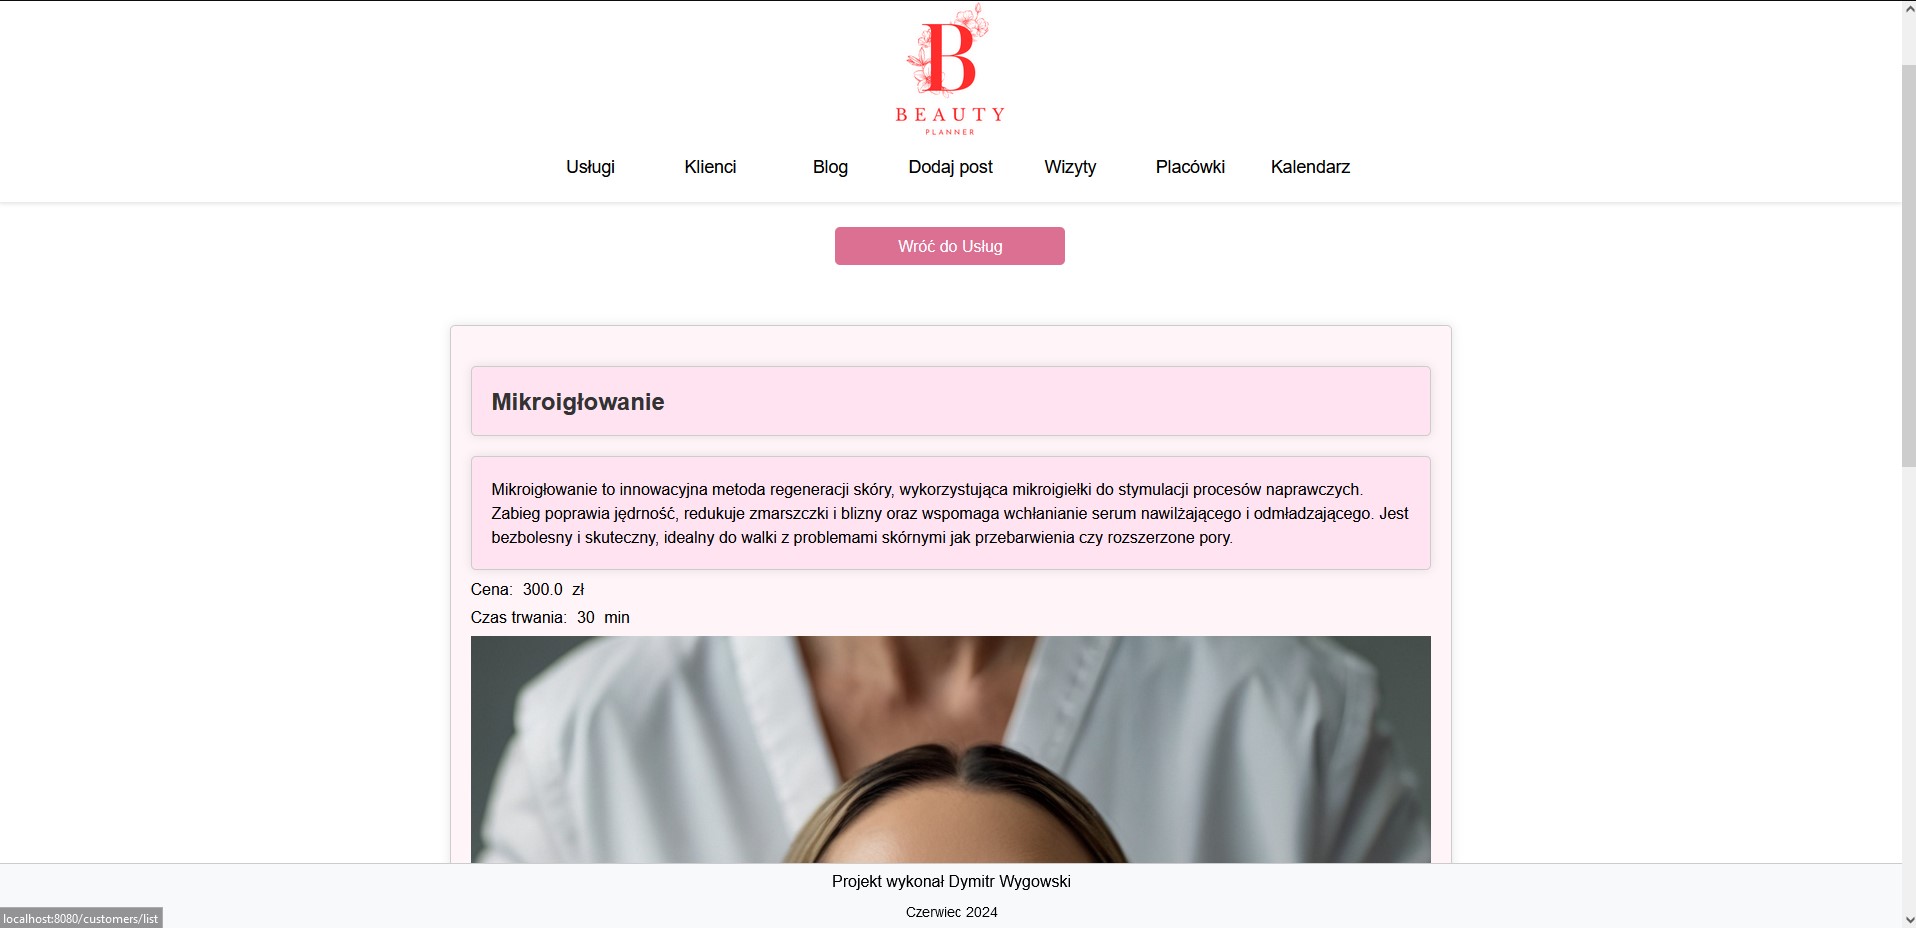 B
BEAUTY
PLANNER
Usługi Klienci Blog Dodaj post Wizyty Placówki Kalendarz
Wróć do Usług
Mikroigłowanie
Mikroigłowanie to innowacyjna metoda regeneracji skóry, wykorzystująca mikroigiełki do stymulacji procesów naprawczych.
Zabieg poprawia jędrność, redukuje zmarszczki i blizny oraz wspomaga wchłanianie serum nawilżającego i odmładzającego. Jest
bezbolesny i skuteczny, idealny do walki z problemami skórnymi jak przebarwienia czy rozszerzone pory.
Cena: 300.0 zł
Czas trwania: 30 min
Projekt wykonał Dymitr Wygowski
Czerwiec 2024
localhost:8080/customers/list